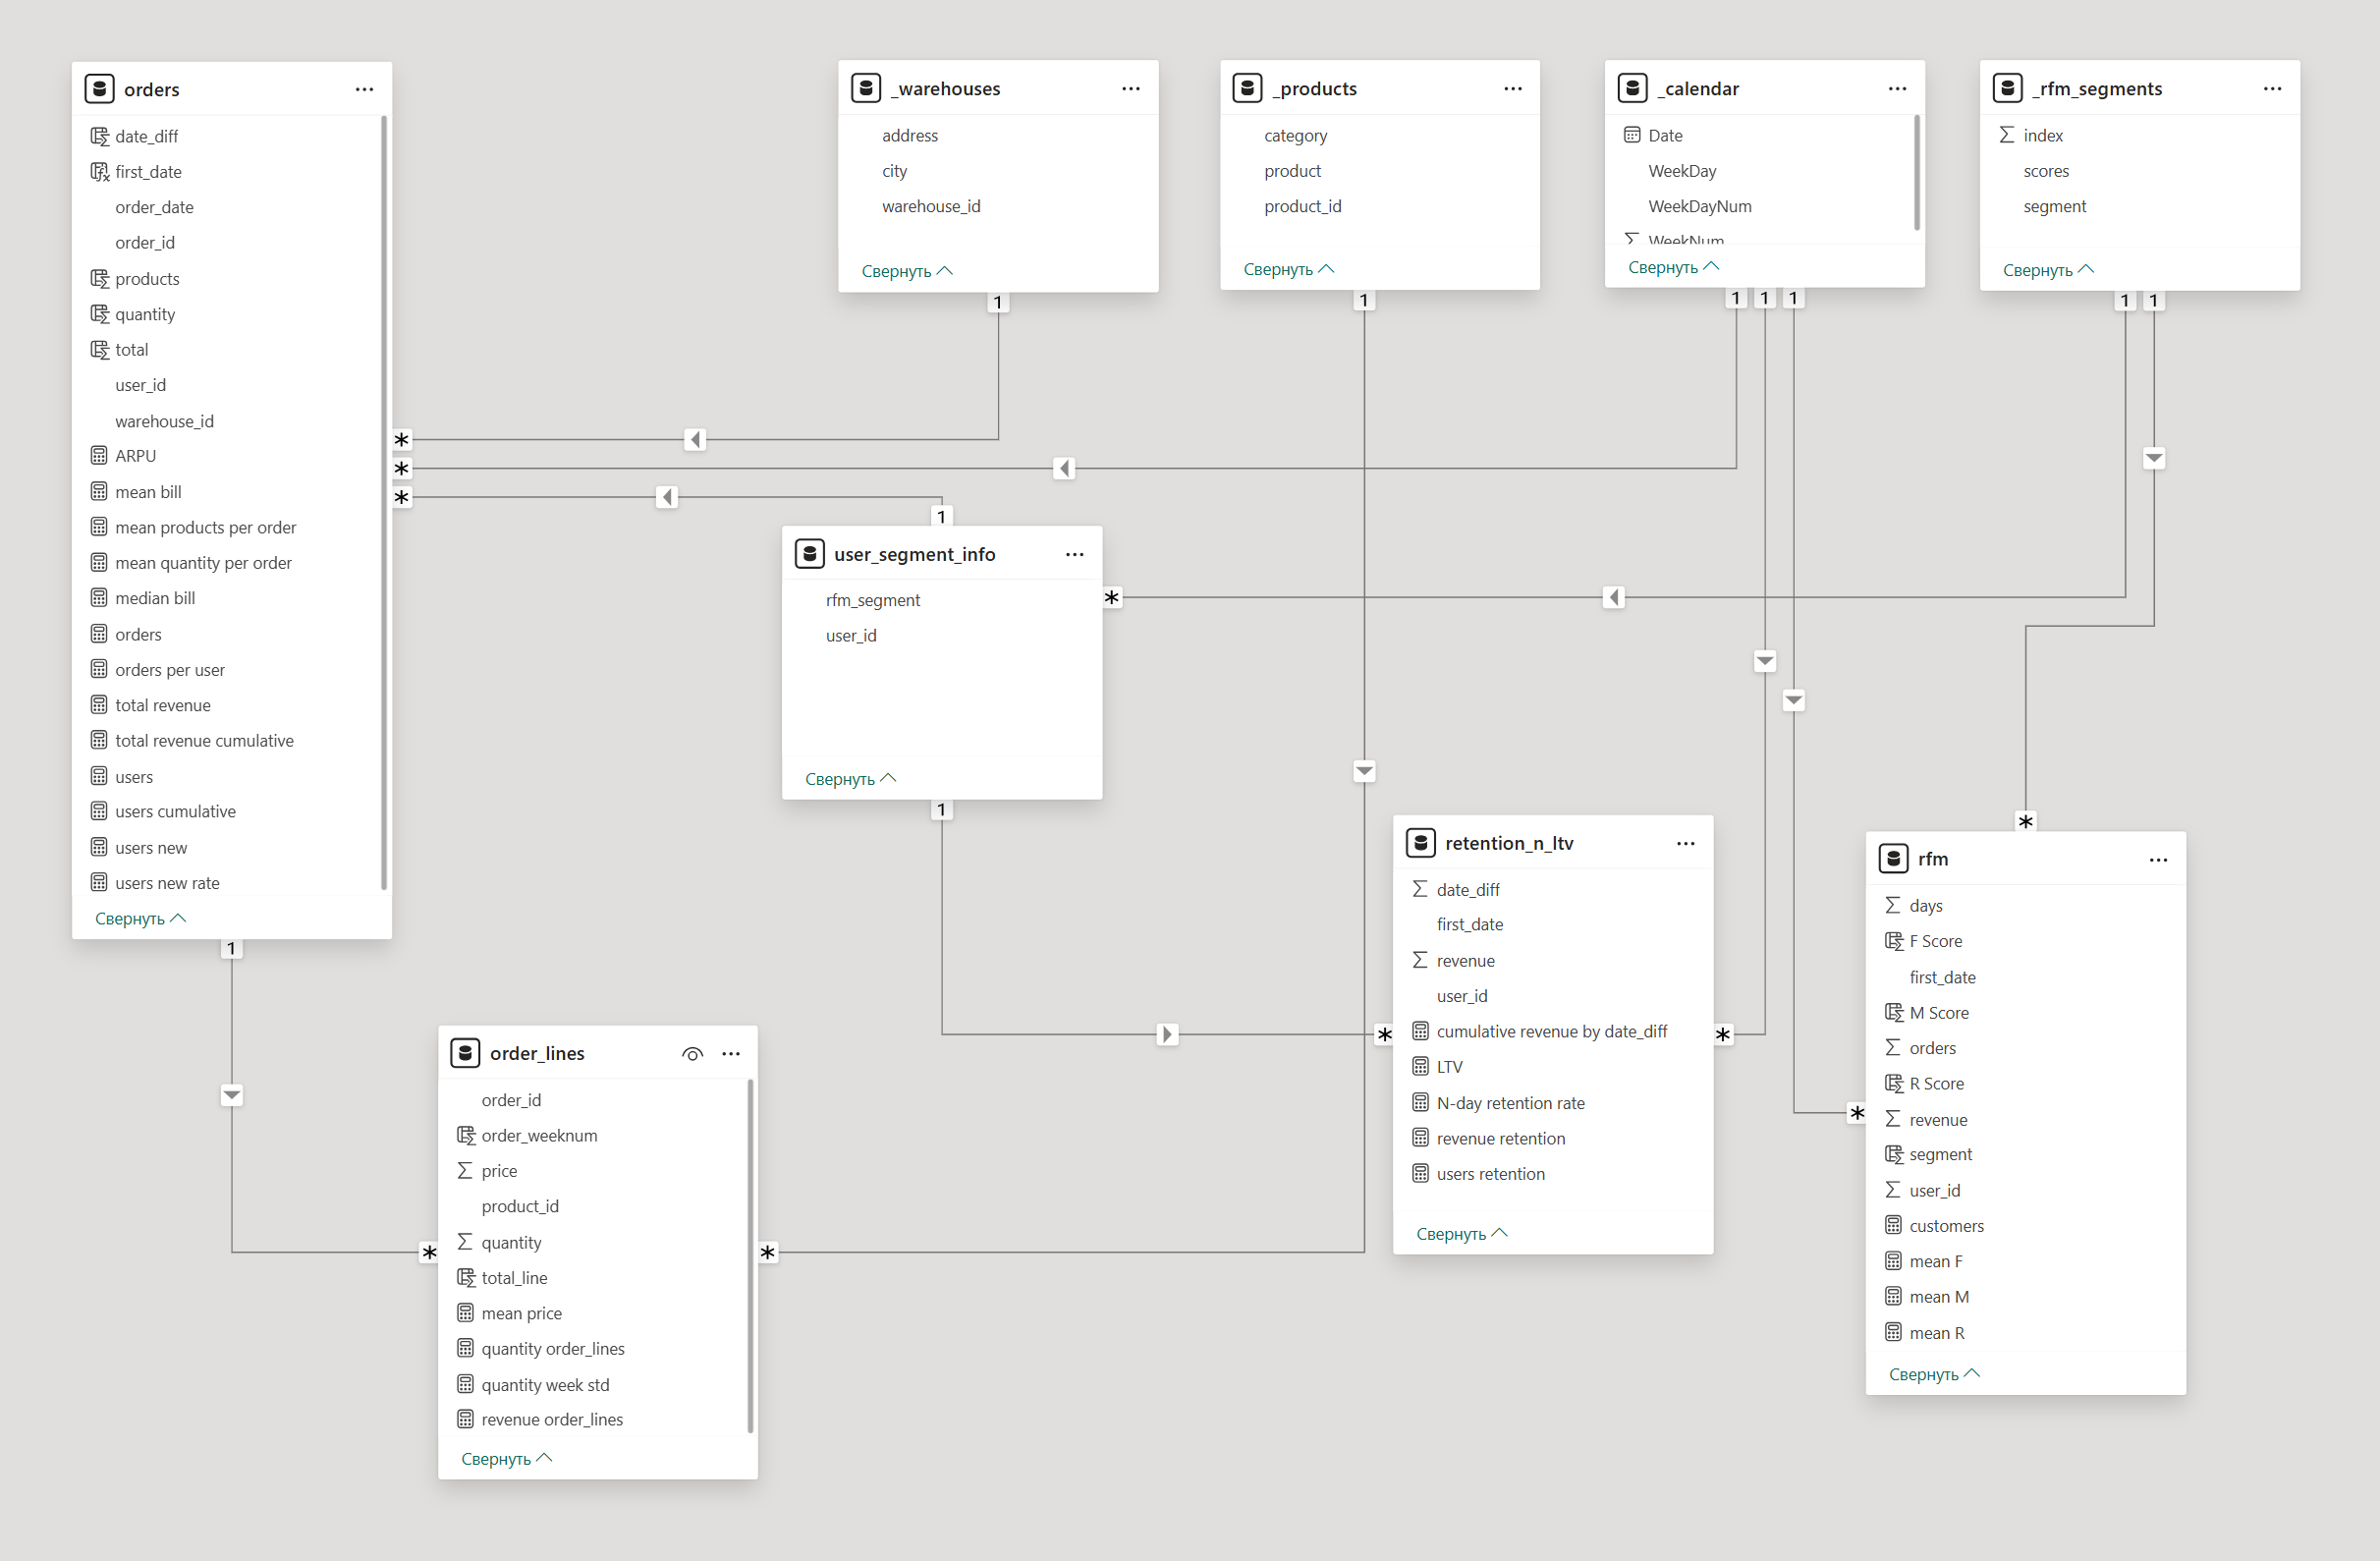 orders
date_diff
first_date
order_date
order_id
products
quantity
total
user_id
warehouse_id
ARPU
mean bill
mean products per order
mean quantity per order
median bill
orders
orders per user
total revenue
total revenue cumulative
users
users cumulative
users new
users new rate
Свернуть
1
_warehouses
address
city
warehouse_id
Свернуть
1
_products
category
product
product_id
Свернуть
1
_calendar
Date
WeekDay
WeekDayNum
WeekNum
Свернуть
1 1 1
_rfm_segments
index
scores
segment
Свернуть
1 1
*
*
*
1
user_segment_info
rfm_segment
user_id
Свернуть
*
1
retention_n_ltv
date_diff
first_date
revenue
user_id
cumulative revenue by date_diff
LTV
N-day retention rate
revenue retention
users retention
Свернуть
*
*
*
rfm
days
F Score
first_date
M Score
orders
R Score
revenue
segment
user_id
customers
mean F
mean M
mean R
Свернуть
*
order_lines
order_id
order_weeknum
price
product_id
quantity
total_line
mean price
quantity order_lines
quantity week std
revenue order_lines
Свернуть
*
*